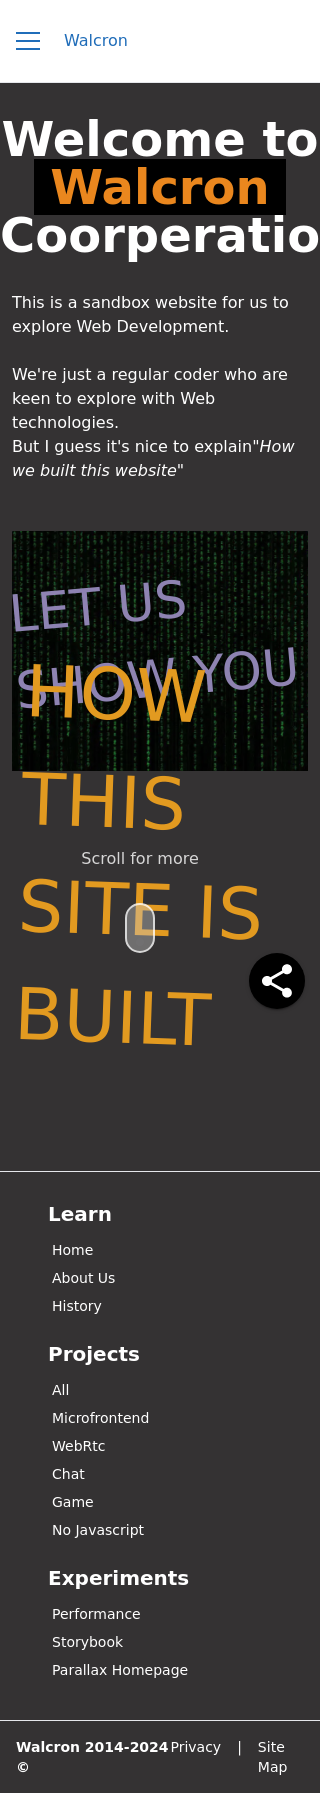 Walcron
Welcome to
Walcron
Coorperatio
This is a sandbox website for us to
explore Web Development.
We're just a regular coder who are
keen to explore with Web
technologies.
But I guess it's nice to explain"How
we built this website"
LET US
SHOW YOU
HOW
THIS
SITE IS
BUILT
Scroll for more
Learn
Home
About Us
History
Projects
All
Microfrontend
WebRtc
Chat
Game
No Javascript
Experiments
Performance
Storybook
Parallax Homepage
Walcron 2014-2024 Privacy | Site
© Map